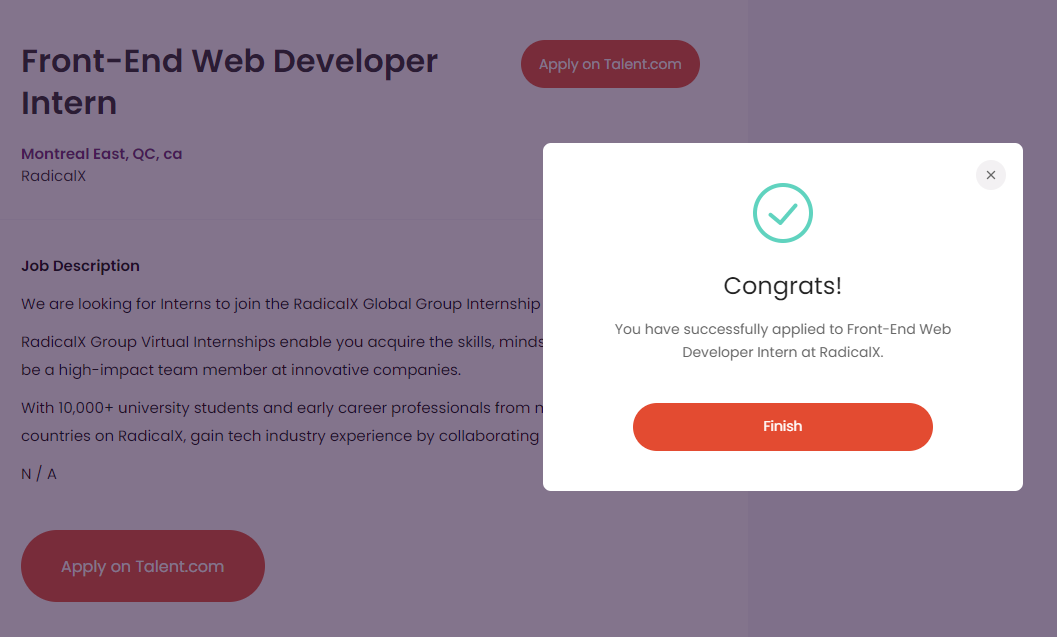 Front-End Web Developer
Intern
Apply on Talent.com
Montreal East, QC, ca
RadicalX
Job Description
We are looking for Interns to join the RadicalX Global Group Internship
RadicalX Group Virtual Internships enable you acquire the skills,
be a high-impact team member at innovative companies.
With 10,000+ university students and early career professionals from
countries on RadicalX, gain tech industry experience by collaborating
N / A
Apply on Talent.com
Congrats!
You have successfully applied to Front-End Web
Developer Intern at RadicalX.
Finish